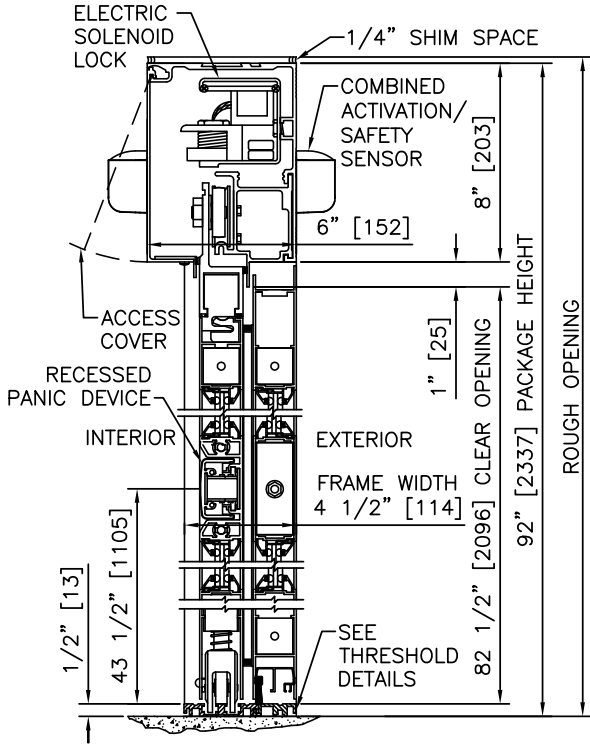 ELECTRIC
SOLENOID
LOCK
1/4” SHIM SPACE
COMBINED
ACTIVATION/
SAFETY
SENSOR
8” [203]
6” [152]
ACCESS
COVER
1” [25]
RECESSED
PANIC DEVICE
INTERIOR
EXTERIOR
FRAME WIDTH
4 1/2” [114]
82 1/2” [2096] CLEAR OPENING
92” [2337] PACKAGE HEIGHT
ROUGH OPENING
43 1/2” [1105]
1/2” [13]
SEE
THRESHOLD
DETAILS